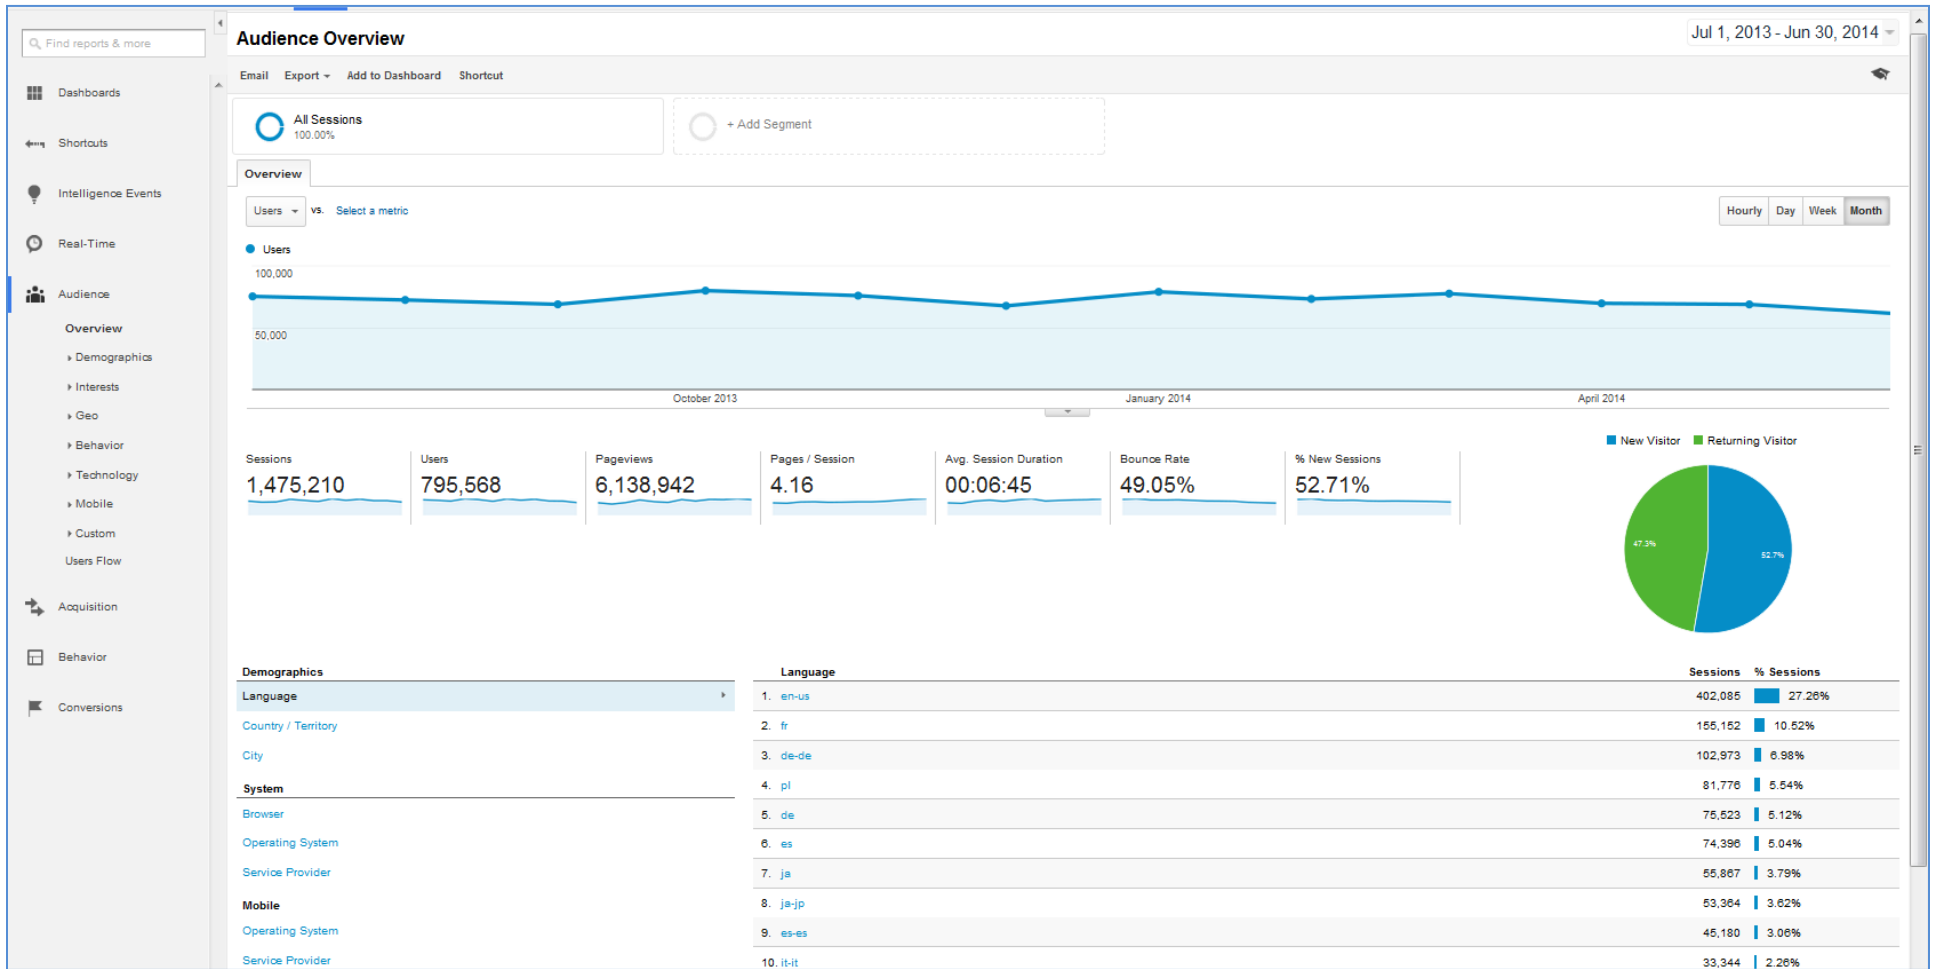 Find reports & more
Dashboards
Shortcuts
Intelligence Events
Real-Time
Audience
Overview
Demographics
Interests
Geo
Behavior
Technology
Mobile
Custom
Users Flow
Acquisition
Behavior
Conversions
Audience Overview
Jul 1, 2013 - Jun 30, 2014
Email Export Add to Dashboard Shortcut
All Sessions
100.00%
+ Add Segment
Overview
Users vs. Select a metric
Hourly Day Week Month
Users
100,000
50,000
October 2013 January 2014 April 2014
Sessions
1,475,210
Users
795,568
Pageviews
6,138,942
Pages / Session
4.16
Avg. Session Duration
00:06:45
Bounce Rate
49.05%
% New Sessions
52.71%
New Visitor Returning Visitor
47.3%
52.7%
Demographics
Language
Country / Territory
City
System
Browser
Operating System
Service Provider
Mobile
Operating System
Service Provider
Language Sessions % Sessions
1. en-us 402,085 27.26%
2. fr 155,152 10.52%
3. de-de 102,973 6.98%
4. pl 81,776 5.54%
5. de 75,523 5.12%
6. es 74,396 5.04%
7. ja 55,867 3.79%
8. ja-jp 53,364 3.62%
9. es-es 45,180 3.06%
10. it-it 33,344 2.26%